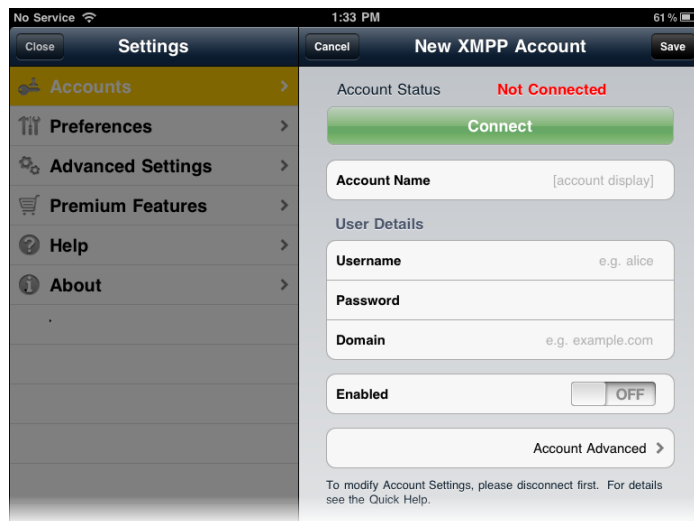 No Service 1:33 PM 61 %
Close Settings
Cancel New XMPP Account Save
Accounts
Preferences
Advanced Settings
Premium Features
Help
About
.
Account Status Not Connected
Connect
Account Name [account display]
User Details
Username e.g. alice
Password
Domain e.g. example.com
Enabled OFF
Account Advanced
To modify Account Settings, please disconnect first. For details
see the Quick Help.